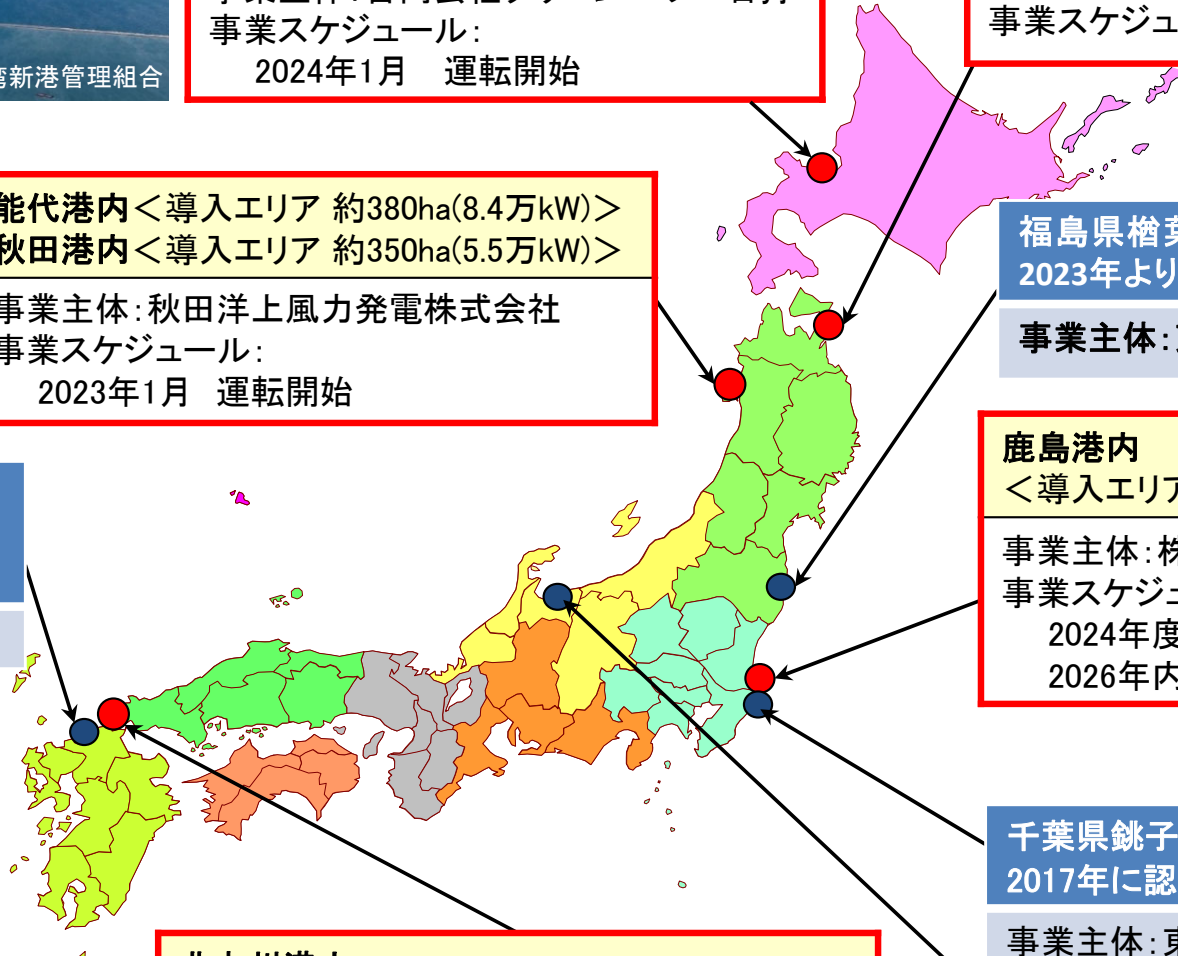 事業スケジュール：
2024年1月　運転開始
事業スケジュ
湾新港管理組合
能代港内＜導入エリア 約380ha(8.4万kW)＞
秋田港内＜導入エリア 約350ha(5.5万kW)＞
事業主体：秋田洋上風力発電株式会社
事業スケジュール：
2023年1月　運転開始
福島県楢葉
2023年より
事業主体：
鹿島港内
＜導入エリア
事業主体：株
事業スケジュ
2024年度
2026年内
千葉県銚子
2017年に認
事業主体：東